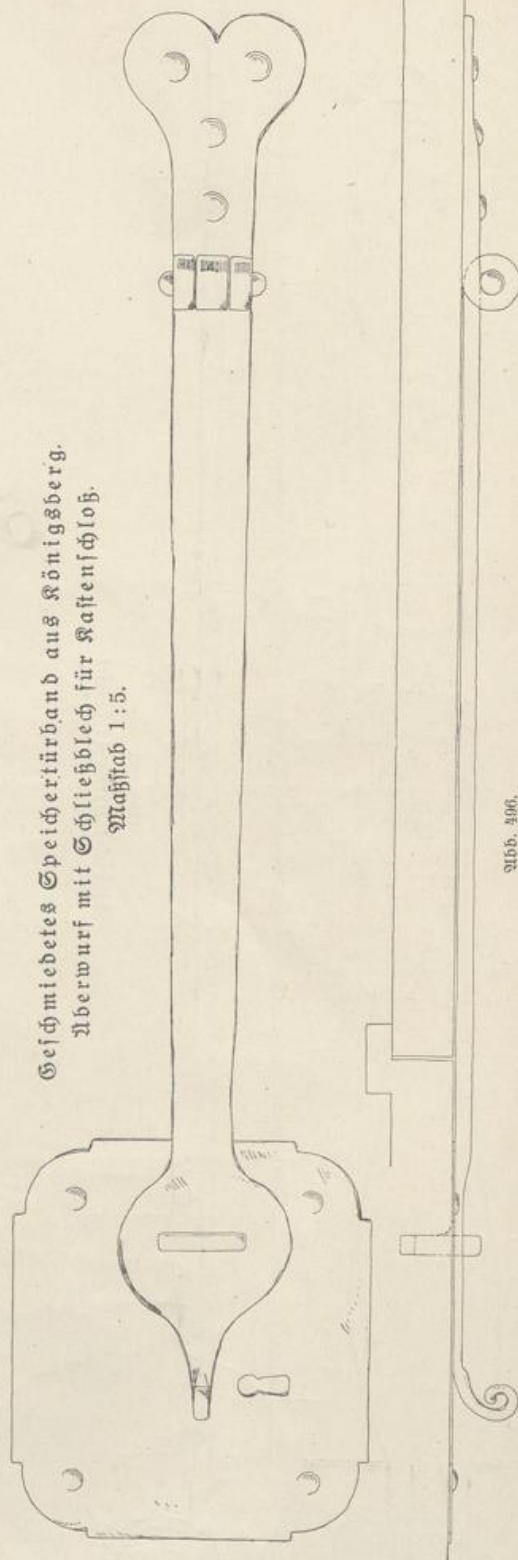 Geschmiedetes Speichertürband aus Königsberg.
Überwurf mit Schließblech für Kastenschloß.
Maßstab 1:5.
Abb. 496.